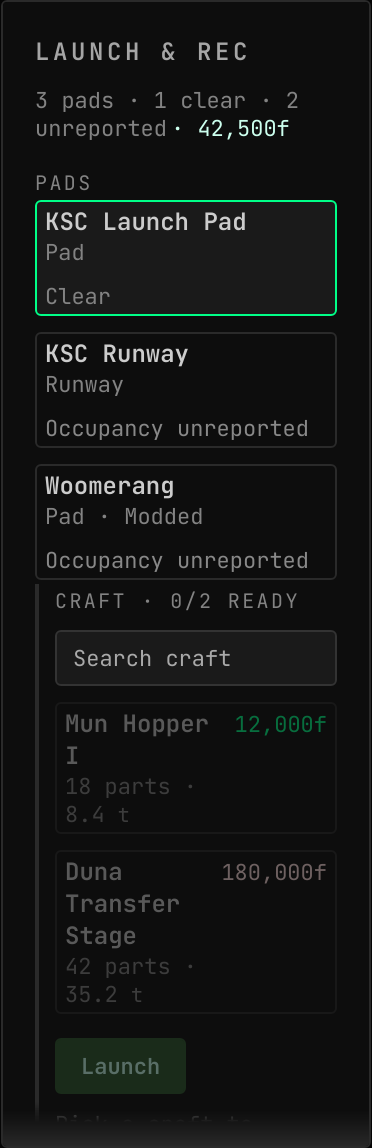 LAUNCH & REC
3 pads · 1 clear · 2
unreported · 42,500f
PADS
KSC Launch Pad
Pad
Clear
KSC Runway
Runway
Occupancy unreported
Woomerang
Pad · Modded
Occupancy unreported
CRAFT · 0/2 READY
Search craft
Mun Hopper 12,000f
I
18 parts ·
8.4 t
Duna 180,000f
Transfer
Stage
42 parts ·
35.2 t
Launch